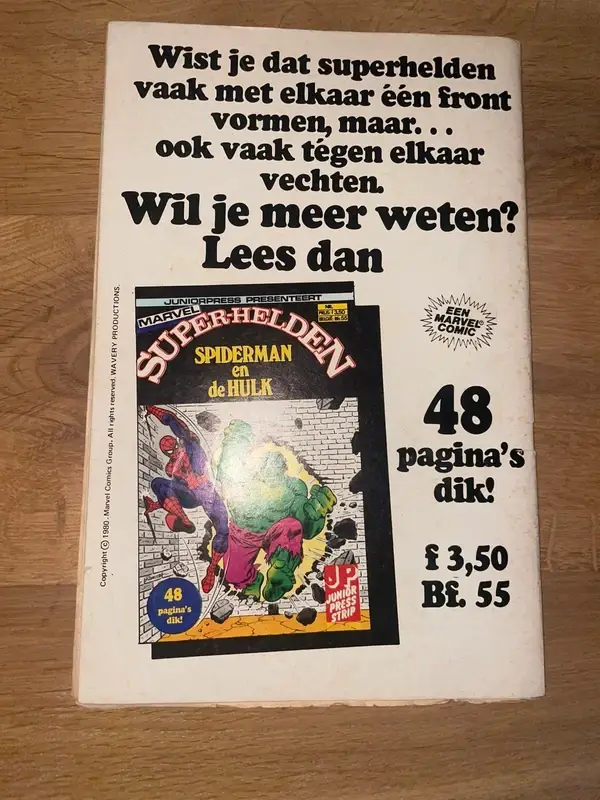 Wist je dat superhelden
vaak met elkaar één front
vormen, maar...
ook vaak tégen elkaar
vechten.
Wil je meer weten?
Lees dan
JUNIORPRESS PRESENTEERT
MARVEL
SUPER-HELDEN
SPIDERMAN
en
de HULK
48
pagina's
dik!
JP
JUNIOR
PRESS
STRIP
EEN
MARVEL®
COMIC
48
pagina's
dik!
f 3,50
Bf. 55
Copyright © 1980. Marvel Comics Group. All rights reserved. WAVERY PRODUCTIONS.